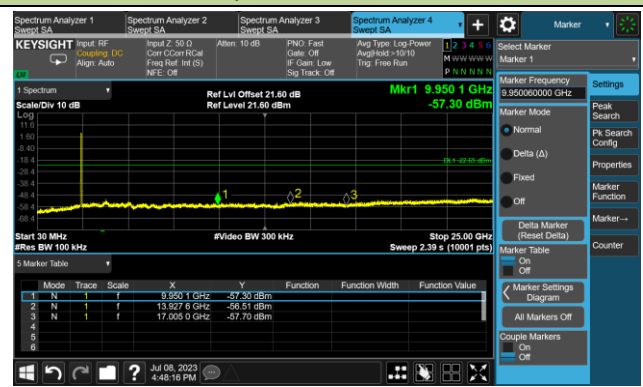 Spectrum Analyzer 1
Swept SA
Spectrum Analyzer 2
Swept SA
Spectrum Analyzer 3
Swept SA
Spectrum Analyzer 4
Swept SA
+
Marker
KEYSIGHT
Input: RF
Coupling: DC
Align: Auto
Input Z: 50 Ω
Corr CCorr RCal
Freq Ref: Int (S)
NFE: Off
Atten: 10 dB
PNO: Fast
Gate: Off
IF Gain: Low
Sig Track: Off
Avg Type: Log-Power
Avg|Hold:>10/10
Trig: Free Run
1 2 3 4 5 6
M W W W W W
P N N N N N
LXI
Select Marker
Marker 1
1 Spectrum
Scale/Div 10 dB
Log
Ref Lvl Offset 21.60 dB
Ref Level 21.60 dBm
Mkr1 9.950 1 GHz
-57.30 dBm
11.6
1.60
-8.40
-18.4
-28.4
-38.4
-48.4
-58.4
-68.4
1
2
3
Start 30 MHz
#Res BW 100 kHz
#Video BW 300 kHz
Stop 25.00 GHz
Sweep 2.39 s (10001 pts)
5 Marker Table
Mode Trace Scale X Y Function Function Width Function Value
1 N 1 f 9.950 1 GHz -57.30 dBm
2 N 1 f 13.927 6 GHz -56.51 dBm
3 N 1 f 17.005 0 GHz -57.70 dBm
4
5
6
Marker Frequency
9.950060000 GHz
Marker Mode
Normal
Delta (Δ)
Fixed
Off
Delta Marker
(Reset Delta)
Marker Table
On
Off
Marker Settings
Diagram
All Markers Off
Couple Markers
On
Off
Settings
Peak
Search
Pk Search
Config
Properties
Marker
Function
Marker→
Counter
?
Jul 08, 2023
4:48:16 PM